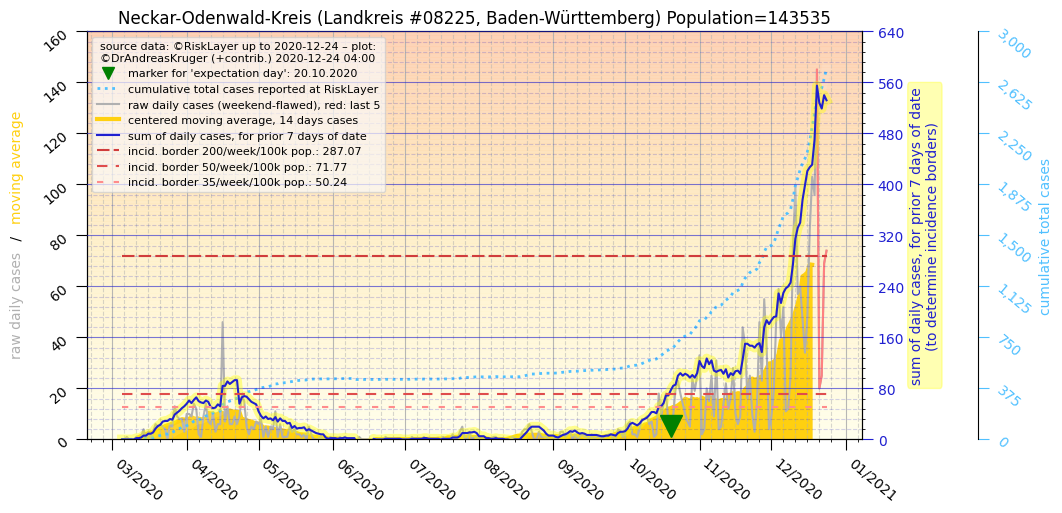 Neckar-Odenwald-Kreis (Landkreis #08225, Baden-Württemberg) Population=143535
source data: ©RiskLayer up to 2020-12-24 – plot:
©DrAndreasKruger (+contrib.) 2020-12-24 04:00
marker for 'expectation day': 20.10.2020
cumulative total cases reported at RiskLayer
raw daily cases (weekend-flawed), red: last 5
centered moving average, 14 days cases
sum of daily cases, for prior 7 days of date
incid. border 200/week/100k pop.: 287.07
incid. border 50/week/100k pop.: 71.77
incid. border 35/week/100k pop.: 50.24
raw daily cases / moving average
160
140
120
100
80
60
40
20
0
03/2020
04/2020
05/2020
06/2020
07/2020
08/2020
09/2020
10/2020
11/2020
12/2020
01/2021
640
560
480
400
320
240
160
80
0
sum of daily cases, for prior 7 days of date
(to determine incidence borders)
3,000
2,625
2,250
1,875
1,500
1,125
750
375
0
cumulative total cases